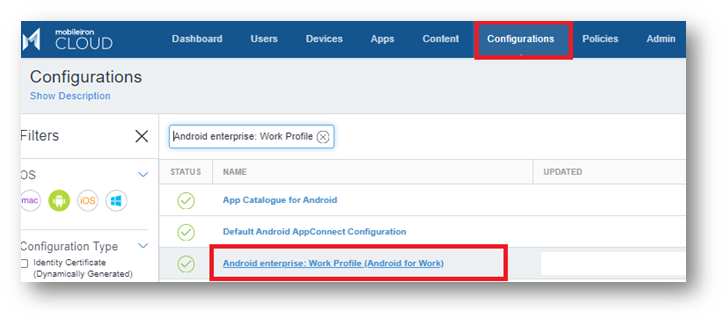 mobileiron
CLOUD
Dashboard Users Devices Apps Content Configurations Policies Admin
Configurations
Show Description
Filters
Android enterprise: Work Profile
OS
mac iOS
STATUS NAME UPDATED
App Catalogue for Android
Default Android AppConnect Configuration
Configuration Type
Identity Certificate
(Dynamically Generated)
Android enterprise: Work Profile (Android for Work)